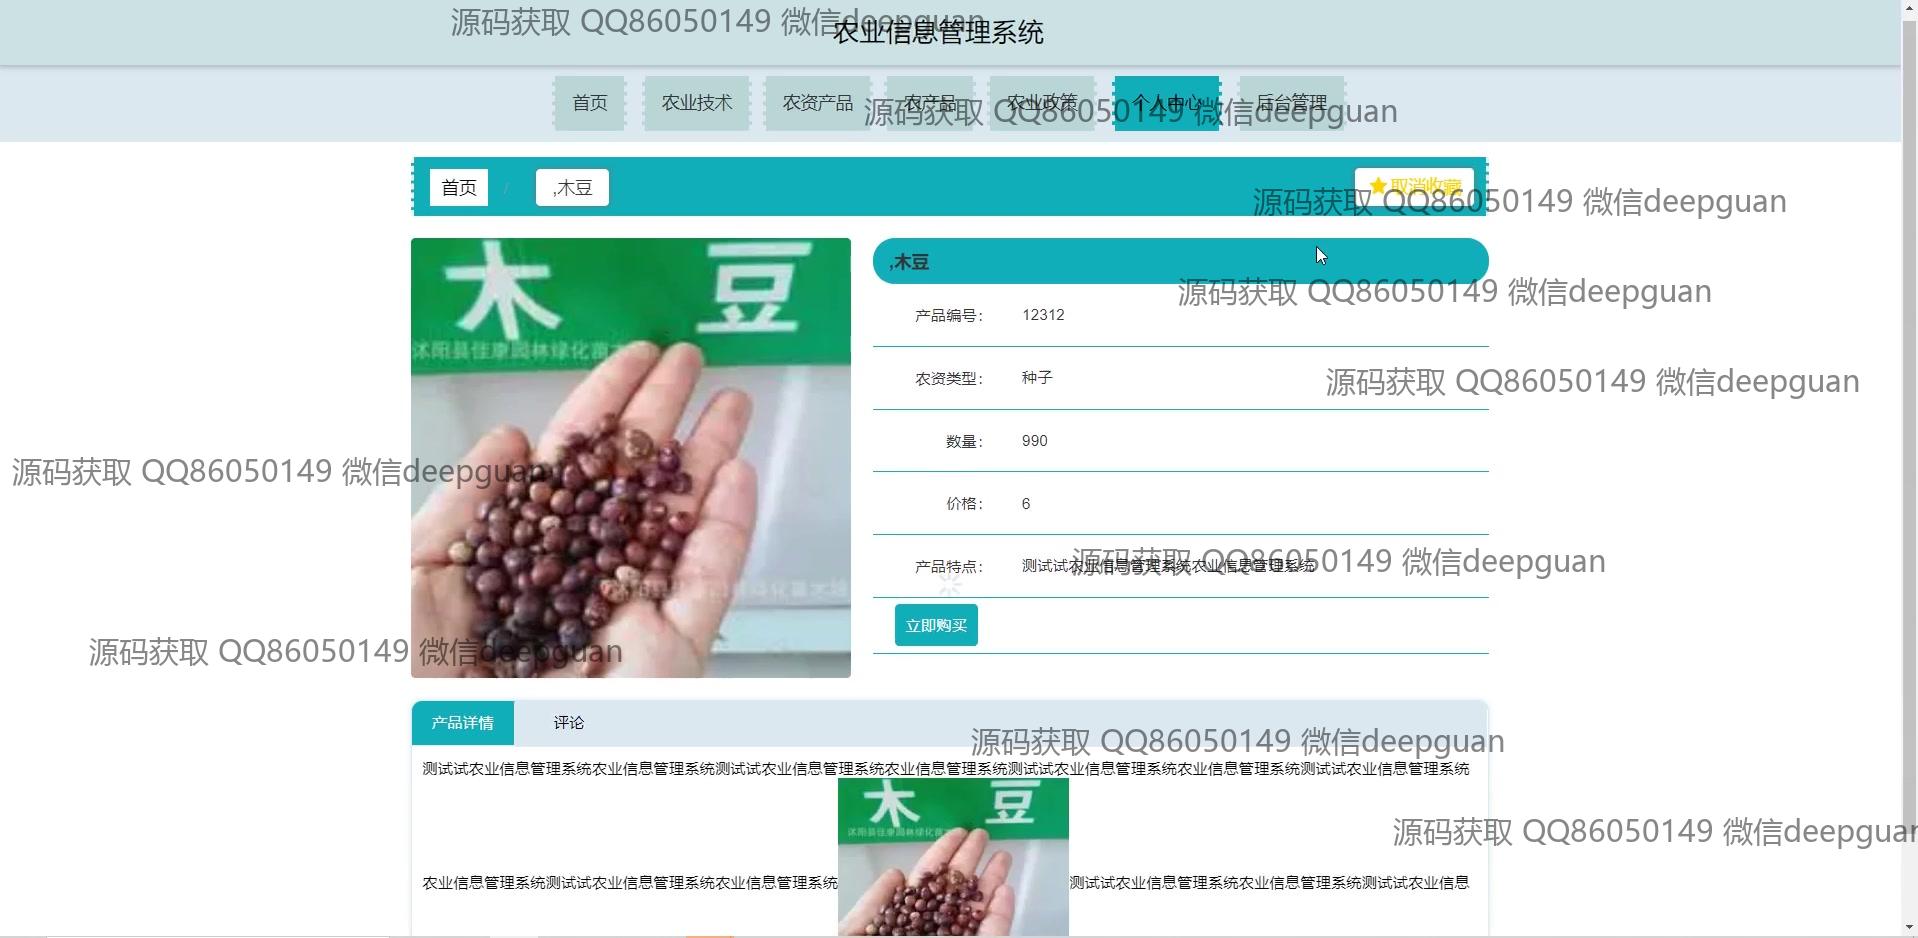 源码获取 QQ86050149 微信deepguan
农业信息管理系统
首页 农业技术 农资产品 农产品 农业政策 个人中心 后台管理
源码获取 QQ86050149 微信deepguan
首页 / ,木豆 取消收藏
源码获取 QQ86050149 微信deepguan
木 豆
,木豆
源码获取 QQ86050149 微信deepguan
产品编号： 12312
沭阳县佳康园林绿化苗木
农资类型： 种子
源码获取 QQ86050149 微信deepguan
数量： 990
源码获取 QQ86050149 微信deepguan
价格： 6
产品特点： 测试试农业信息管理系统农业信息管理系统
源码获取 QQ86050149 微信deepguan
立即购买
源码获取 QQ86050149 微信deepguan
产品详情 评论
源码获取 QQ86050149 微信deepguan
测试试农业信息管理系统农业信息管理系统测试试农业信息管理系统农业信息管理系统测试试农业信息管理系统农业信息管理系统测试试农业信息管理系统
木 豆
源码获取 QQ86050149 微信deepguan
农业信息管理系统测试试农业信息管理系统农业信息管理系统 测试试农业信息管理系统农业信息管理系统测试试农业信息